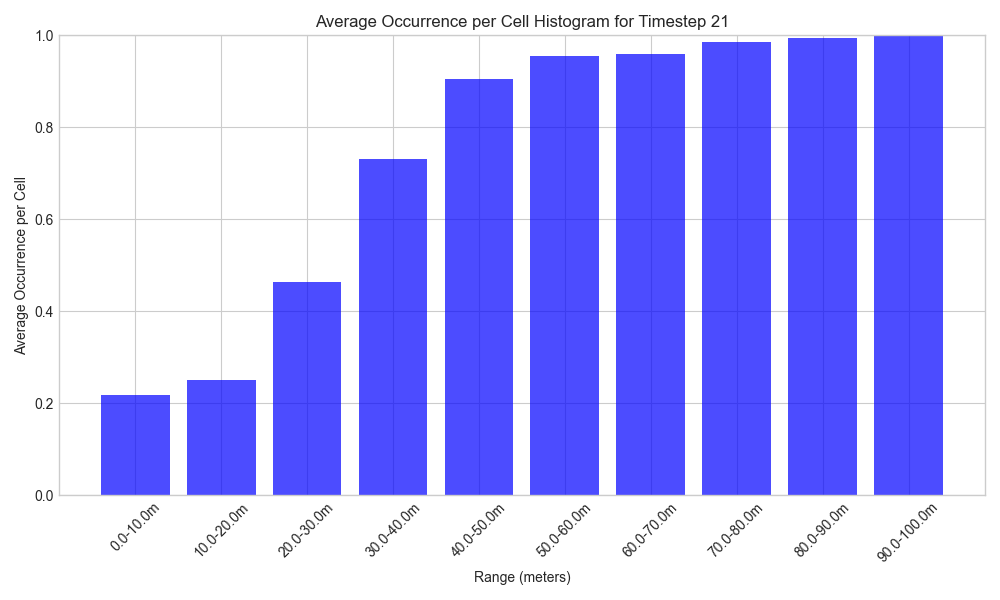 Average Occurrence per Cell Histogram for Timestep 21
Average Occurrence per Cell
1.0
0.8
0.6
0.4
0.2
0.0
0.0-10.0m
10.0-20.0m
20.0-30.0m
30.0-40.0m
40.0-50.0m
50.0-60.0m
60.0-70.0m
70.0-80.0m
80.0-90.0m
90.0-100.0m
Range (meters)